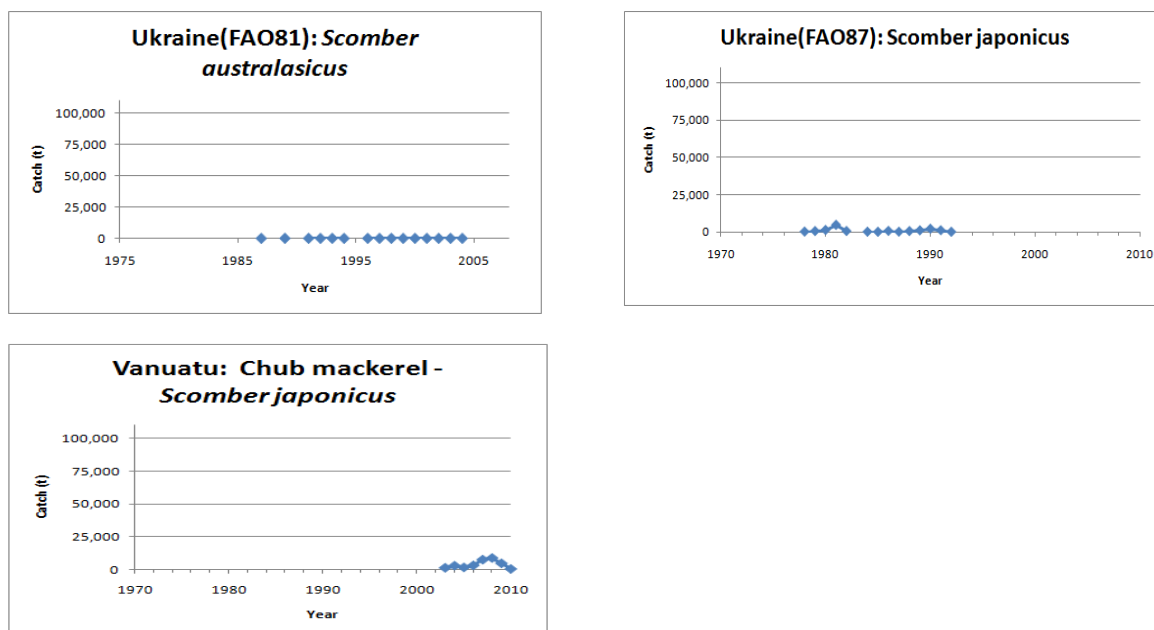 Ukraine(FAO81): Scomber
australasicus
Catch (t)
100,000
75,000
50,000
25,000
0
1975 1985 1995 2005
Year
Ukraine(FAO87): Scomber japonicus
Catch (t)
100,000
75,000
50,000
25,000
0
1970 1980 1990 2000 2010
Year
Vanuatu: Chub mackerel -
Scomber japonicus
Catch (t)
100,000
75,000
50,000
25,000
0
1970 1980 1990 2000 2010
Year